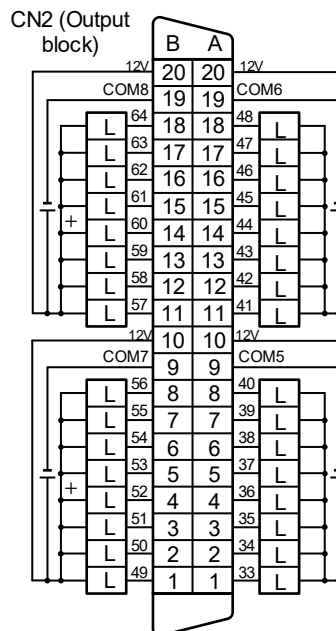 CN2 (Output
block)
B A
12V 20 20 12V
COM8 19 19 COM6
L 64 18 18 48 L
L 63 17 17 47 L
L 62 16 16 46 L
L 61 15 15 45 L
+
L 60 14 14 44 L
L 59 13 13 43 L
L 58 12 12 42 L
L 57 11 11 41 L
12V 10 10 12V
COM7 9 9 COM5
L 56 8 8 40 L
L 55 7 7 39 L
L 54 6 6 38 L
L 53 5 5 37 L
+
L 52 4 4 36 L
L 51 3 3 35 L
L 50 2 2 34 L
L 49 1 1 33 L